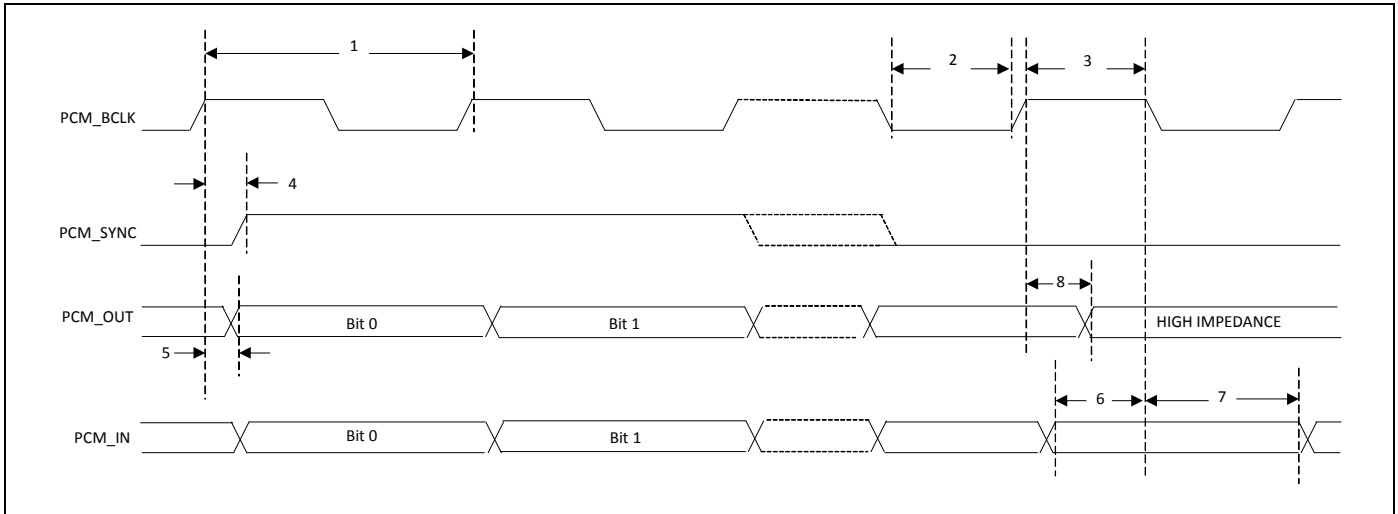 1
2
3
PCM_BCLK
4
PCM_SYNC
8
PCM_OUT
Bit 0
Bit 1
HIGH IMPEDANCE
5
6
7
PCM_IN
Bit 0
Bit 1